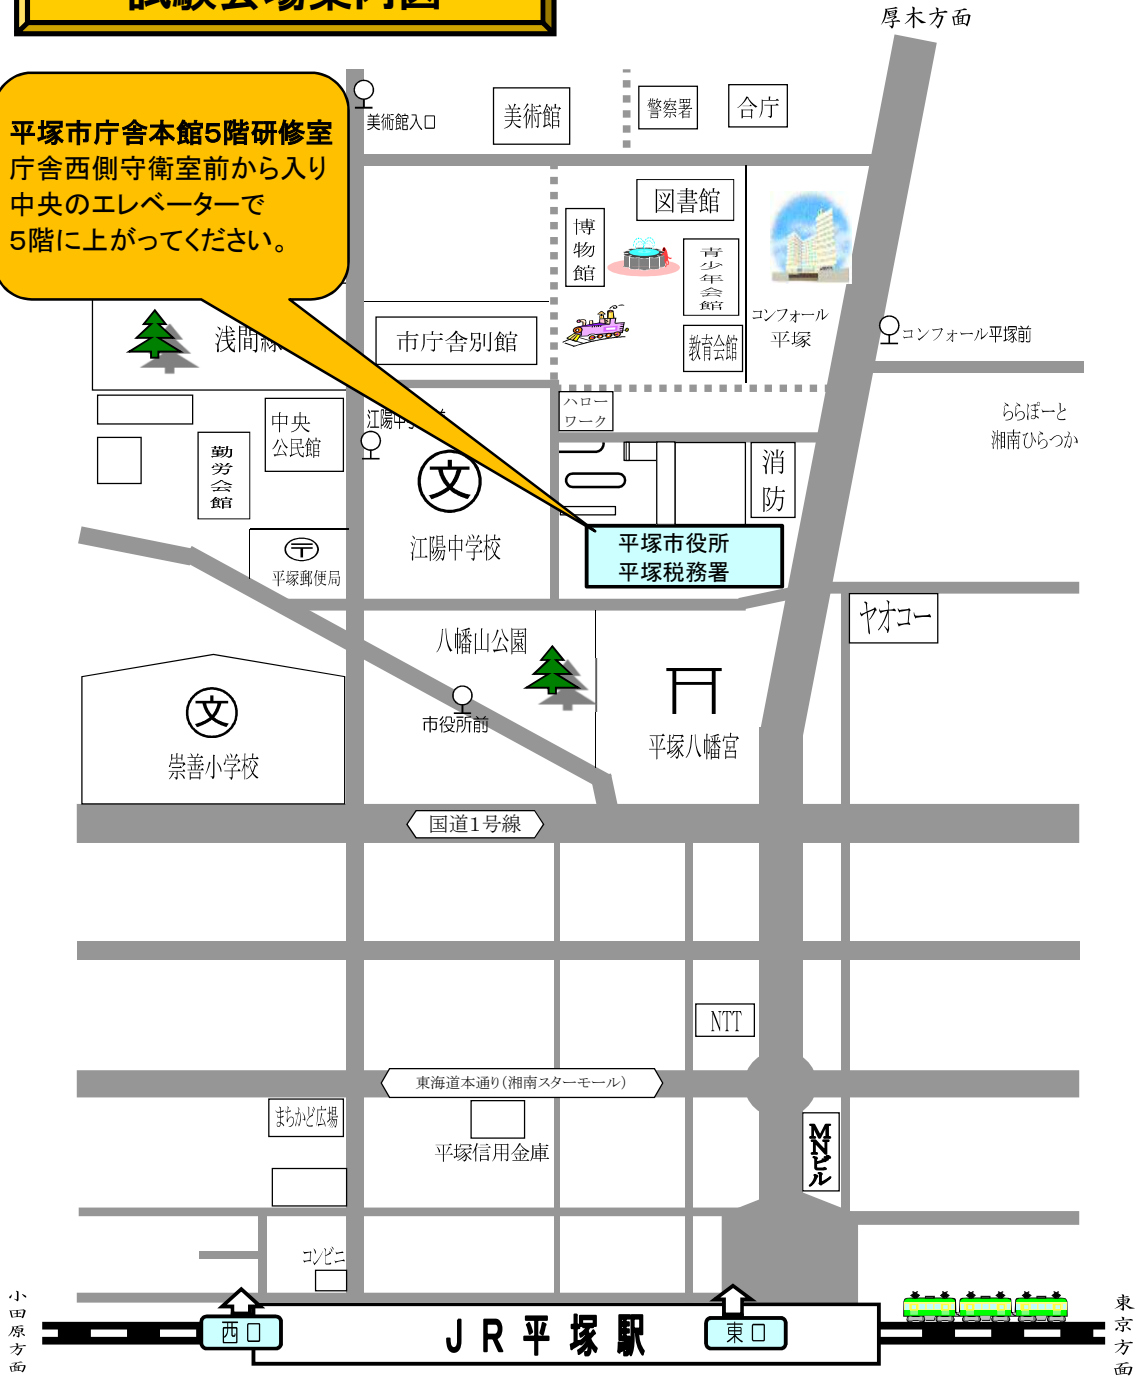 試験会場案内図
厚木方面
平塚市庁舎本館5階研修室
庁舎西側守衛室前から入り
中央のエレベーターで
5階に上がってください。
美術館入口
美術館
警察署
合庁
図書館
博物館
青少年会館
教育会館
コンフォール
平塚
コンフォール平塚前
浅間緑
市庁舎別館
ハロー
ワーク
ららぽーと
湘南ひらつか
中央
公民館
勤労会館
江陽中
文
江陽中学校
消防
平塚市役所
平塚税務署
〒
平塚郵便局
ヤオコー
八幡山公園
市役所前
平塚八幡宮
文
崇善小学校
国道1号線
NTT
東海道本通り(湘南スターモール)
まちかど広場
平塚信用金庫
MNビル
コンビニ
小田原方面
西口
JR平塚駅
東口
東京方面